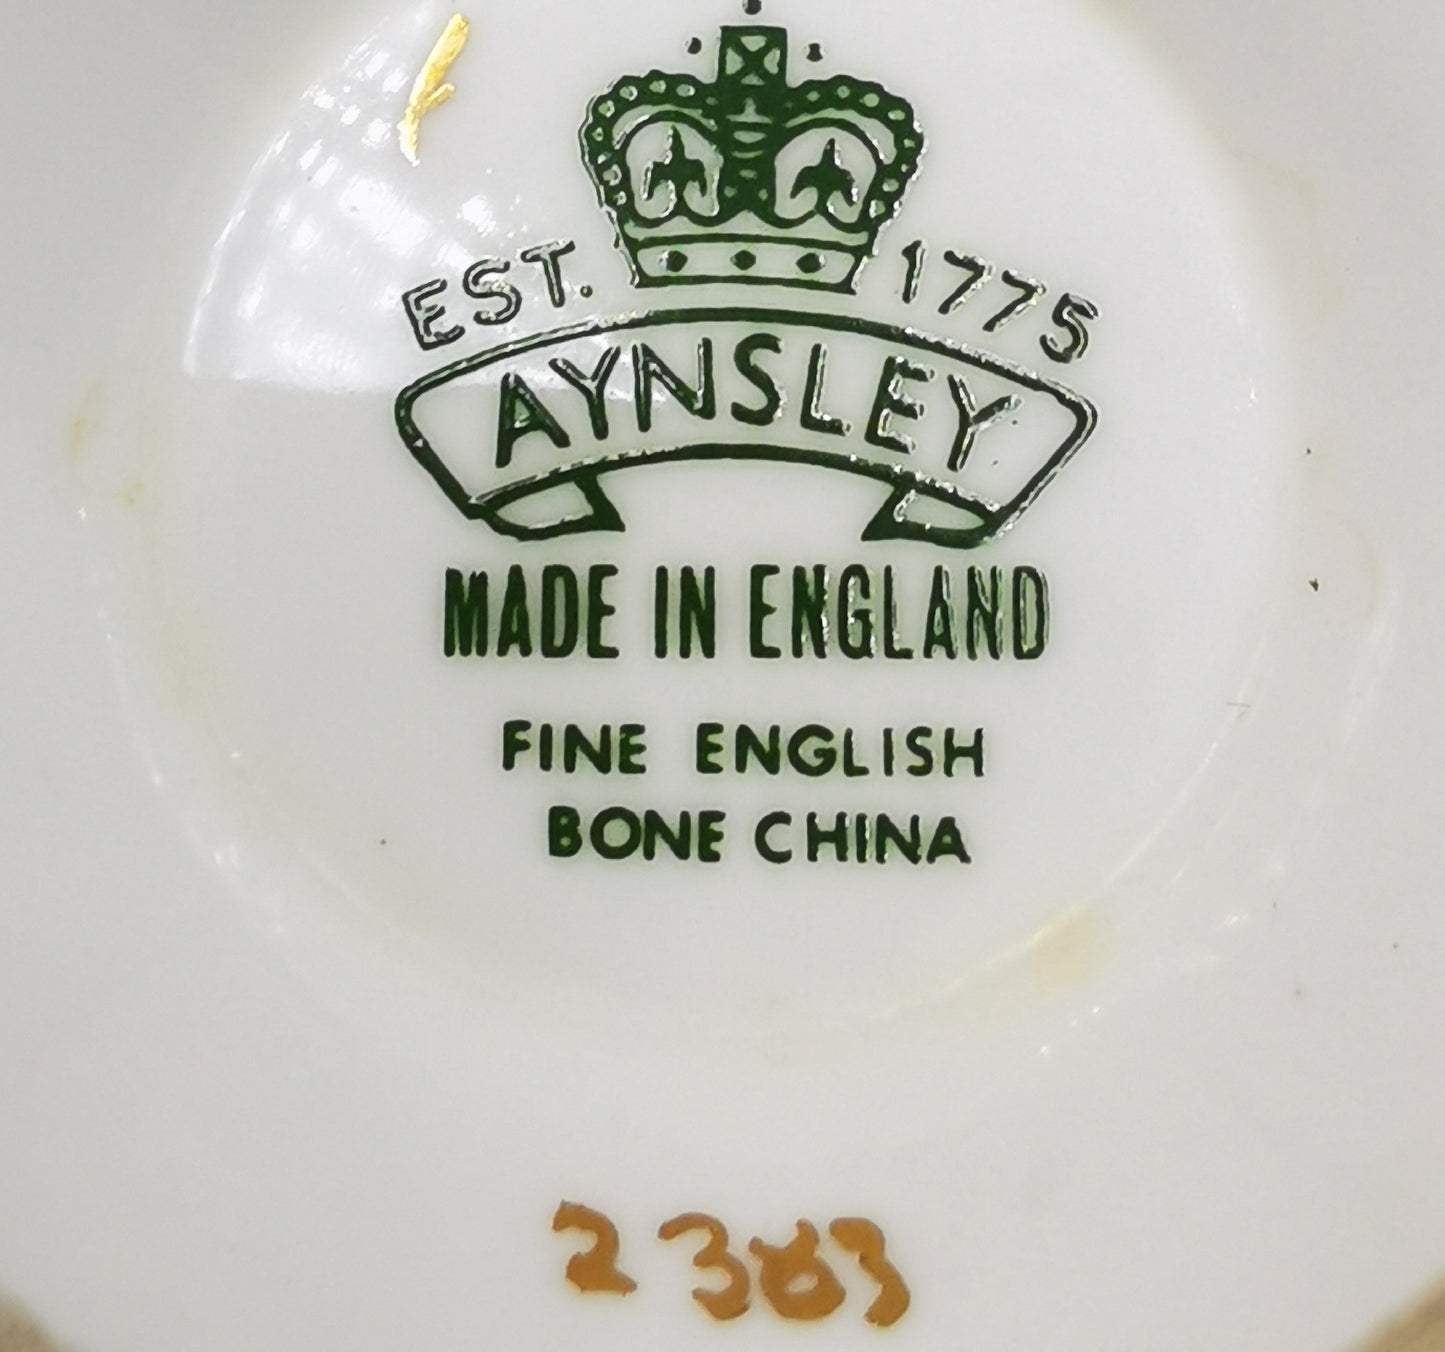 EST. 1775
AYNSLEY
MADE IN ENGLAND
FINE ENGLISH
BONE CHINA
2383